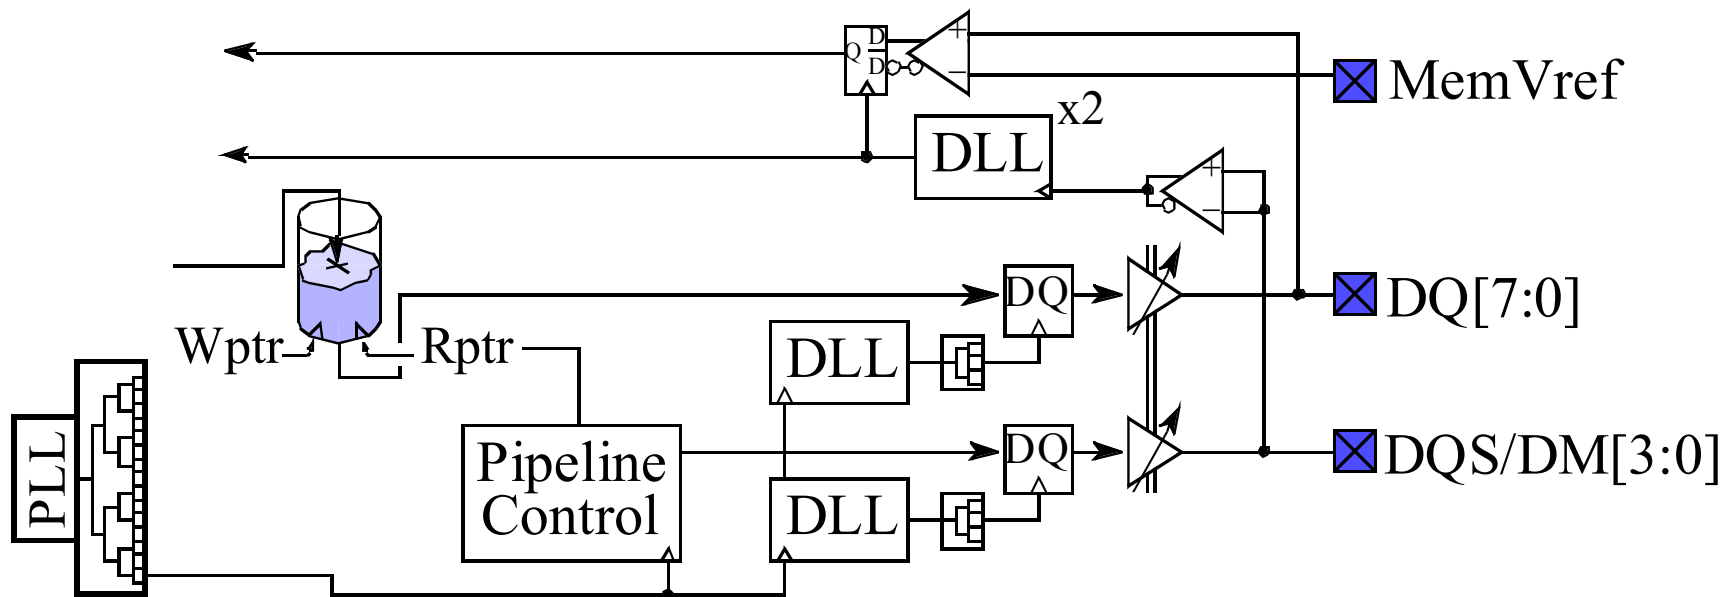 Q D
D
+
−
MemVref
x2
DLL
+
−
DQ
DQ[7:0]
Wptr
Rptr
DLL
PLL
Pipeline
Control
DQ
DQS/DM[3:0]
DLL